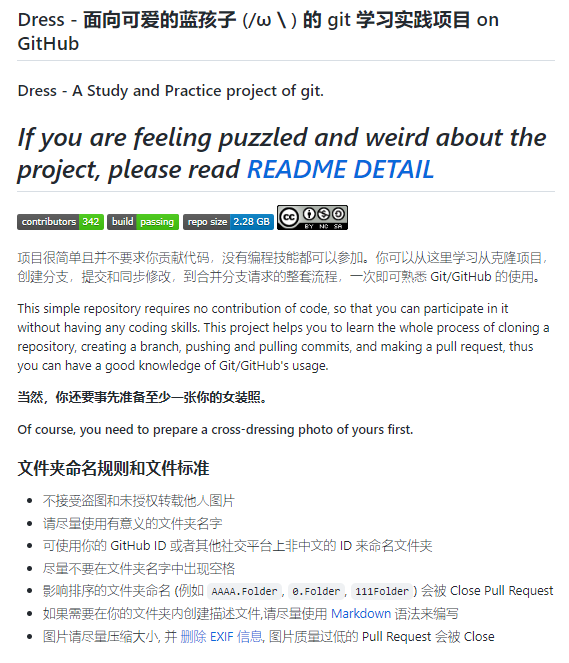 Dress - 面向可爱的蓝孩子 (/ω＼) 的 git 学习实践项目 on
GitHub
Dress - A Study and Practice project of git.
If you are feeling puzzled and weird about the
project, please read README DETAIL
contributors 342 build passing repo size 2.28 GB cc BY NC SA
项目很简单且并不要求你贡献代码，没有编程技能都可以参加。你可以从这里学习从克隆项目，
创建分支，提交和同步修改，到合并分支请求的整套流程，一次即可熟悉 Git/GitHub 的使用。
This simple repository requires no contribution of code, so that you can participate in it
without having any coding skills. This project helps you to learn the whole process of cloning a
repository, creating a branch, pushing and pulling commits, and making a pull request, thus
you can have a good knowledge of Git/GitHub's usage.
当然，你还要事先准备至少一张你的女装照。
Of course, you need to prepare a cross-dressing photo of yours first.
文件夹命名规则和文件标准
• 不接受盗图和未授权转载他人图片
• 请尽量使用有意义的文件夹名字
• 可使用你的 GitHub ID 或者其他社交平台上非中文的 ID 来命名文件夹
• 尽量不要在文件夹名字中出现空格
• 影响排序的文件夹命名 (例如 AAAA.Folder, 0.Folder, 111Folder) 会被 Close Pull Request
• 如果需要在你的文件夹内创建描述文件,请尽量使用 Markdown 语法来编写
• 图片请尽量压缩大小, 并 删除 EXIF 信息, 图片质量过低的 Pull Request 会被 Close